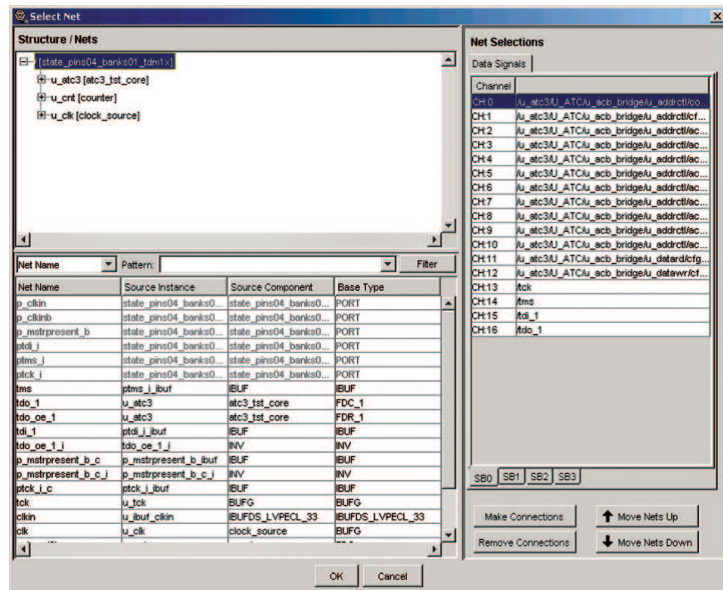 Select Net
Structure / Nets
/ [state_pins04_banks01_tdm1x]
u_atc3 [atc3_tst_core]
u_cnt [counter]
u_clk [clock_source]
Net Name Pattern: Filter
Net Name Source Instance Source Component Base Type
p_clkin state_pins04_banks0... state_pins04_banks0... PORT
p_clkinb state_pins04_banks0... state_pins04_banks0... PORT
p_mstrpresent_b state_pins04_banks0... state_pins04_banks0... PORT
ptdi_i state_pins04_banks0... state_pins04_banks0... PORT
ptms_i state_pins04_banks0... state_pins04_banks0... PORT
ptck_i state_pins04_banks0... state_pins04_banks0... PORT
tms ptms_i_ibuf IBUF IBUF
tdo_1 u_atc3 atc3_tst_core FDC_1
tdo_oe_1 u_atc3 atc3_tst_core FDR_1
tdi_1 ptdi_i_ibuf IBUF IBUF
tdo_oe_1_i tdo_oe_1_i INV INV
p_mstrpresent_b_c p_mstrpresent_b_ibuf IBUF IBUF
p_mstrpresent_b_c_i p_mstrpresent_b_c_i INV INV
ptck_i_c ptck_i_ibuf IBUF IBUF
tck u_tck BUFG BUFG
clkin u_ibuf_clkin IBUFDS_LVPECL_33 IBUFDS_LVPECL_33
clk u_clk clock_source BUFG
Net Selections
Data Signals
Channel
CH:0 /u_atc3/U_ATC/u_acb_bridge/u_addrctl/co...
CH:1 /u_atc3/U_ATC/u_acb_bridge/u_addrctl/cf...
CH:2 /u_atc3/U_ATC/u_acb_bridge/u_addrctl/ac...
CH:3 /u_atc3/U_ATC/u_acb_bridge/u_addrctl/ac...
CH:4 /u_atc3/U_ATC/u_acb_bridge/u_addrctl/ac...
CH:5 /u_atc3/U_ATC/u_acb_bridge/u_addrctl/ac...
CH:6 /u_atc3/U_ATC/u_acb_bridge/u_addrctl/ac...
CH:7 /u_atc3/U_ATC/u_acb_bridge/u_addrctl/ac...
CH:8 /u_atc3/U_ATC/u_acb_bridge/u_addrctl/ac...
CH:9 /u_atc3/U_ATC/u_acb_bridge/u_addrctl/ac...
CH:10 /u_atc3/U_ATC/u_acb_bridge/u_addrctl/ac...
CH:11 /u_atc3/U_ATC/u_acb_bridge/u_datard/cfg...
CH:12 /u_atc3/U_ATC/u_acb_bridge/u_datawr/cf...
CH:13 /tck
CH:14 /tms
CH:15 /tdi_1
CH:16 /tdo_1
SB0 SB1 SB2 SB3
Make Connections Move Nets Up
Remove Connections Move Nets Down
OK Cancel